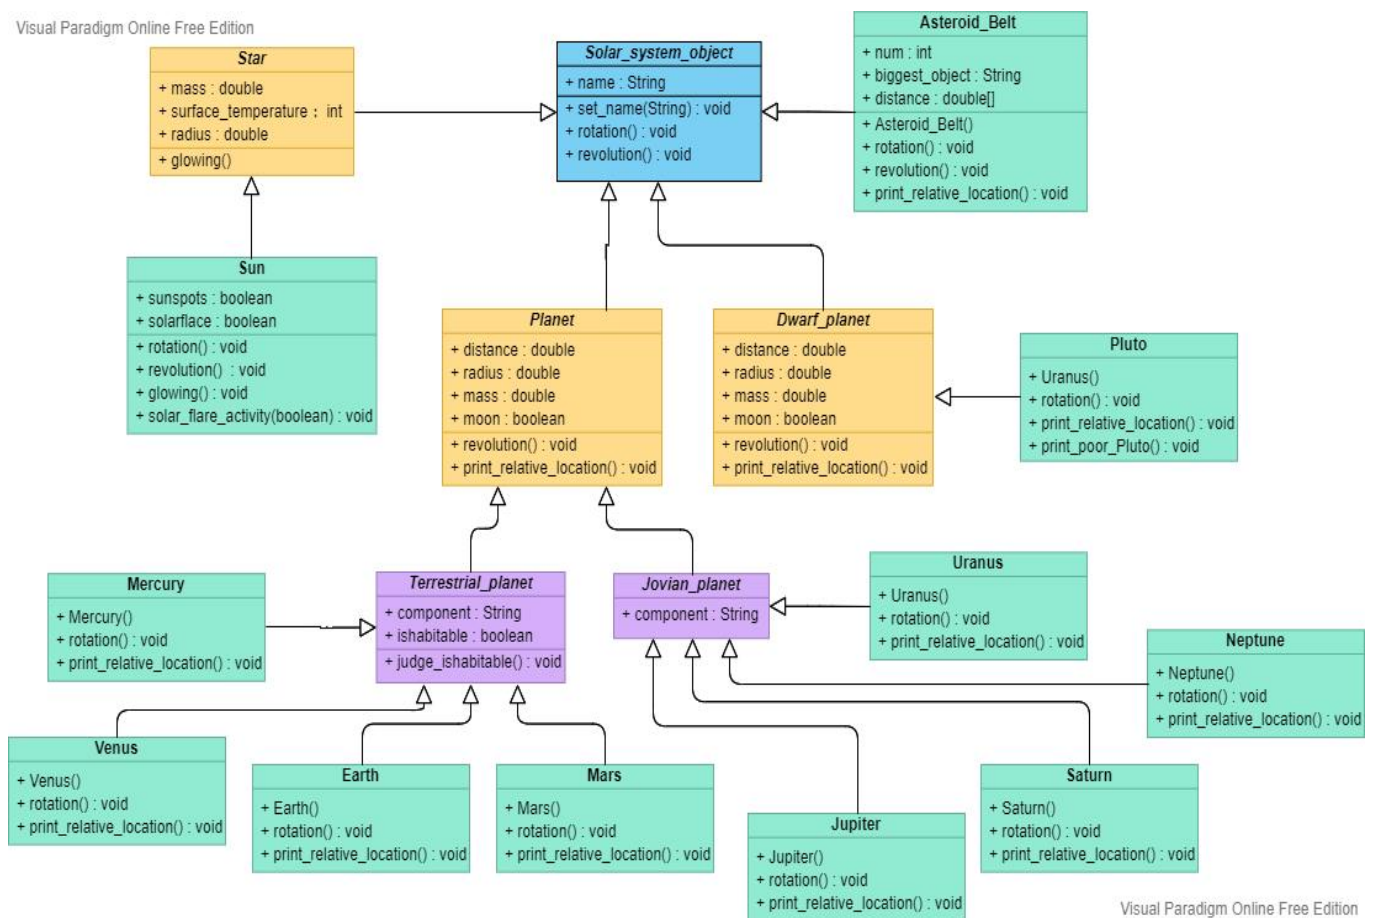 Visual Paradigm Online Free Edition
Star
+ mass : double
+ surface_temperature : int
+ radius : double
+ glowing()
Solar_system_object
+ name : String
+ set_name(String) : void
+ rotation() : void
+ revolution() : void
Asteroid_Belt
+ num : int
+ biggest_object : String
+ distance : double[]
+ Asteroid_Belt()
+ rotation() : void
+ revolution() : void
+ print_relative_location() : void
Sun
+ sunspots : boolean
+ solarflace : boolean
+ rotation() : void
+ revolution() : void
+ glowing() : void
+ solar_flare_activity(boolean) : void
Planet
+ distance : double
+ radius : double
+ mass : double
+ moon : boolean
+ revolution() : void
+ print_relative_location() : void
Dwarf_planet
+ distance : double
+ radius : double
+ mass : double
+ moon : boolean
+ revolution() : void
+ print_relative_location() : void
Pluto
+ Uranus()
+ rotation() : void
+ print_relative_location() : void
+ print_poor_Pluto() : void
Mercury
+ Mercury()
+ rotation() : void
+ print_relative_location() : void
Terrestrial_planet
+ component : String
+ ishabitable : boolean
+ judge_ishabitable() : void
Jovian_planet
+ component : String
Uranus
+ Uranus()
+ rotation() : void
+ print_relative_location() : void
Neptune
+ Neptune()
+ rotation() : void
+ print_relative_location() : void
Venus
+ Venus()
+ rotation() : void
+ print_relative_location() : void
Earth
+ Earth()
+ rotation() : void
+ print_relative_location() : void
Mars
+ Mars()
+ rotation() : void
+ print_relative_location() : void
Jupiter
+ Jupiter()
+ rotation() : void
+ print_relative_location() : void
Saturn
+ Saturn()
+ rotation() : void
+ print_relative_location() : void
Visual Paradigm Online Free Edition